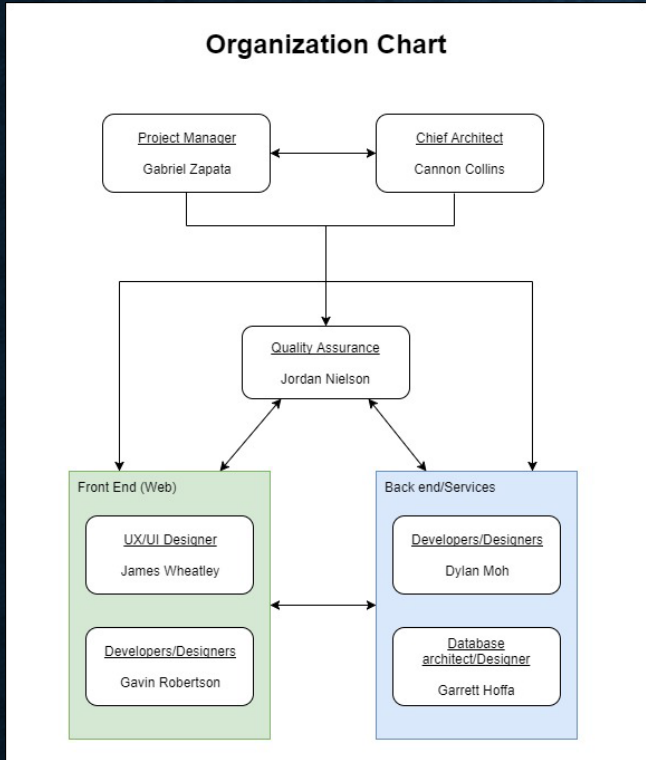 Organization Chart
Project Manager
Gabriel Zapata
Chief Architect
Cannon Collins
Quality Assurance
Jordan Nielson
Front End (Web)
UX/UI Designer
James Wheatley
Developers/Designers
Gavin Robertson
Back end/Services
Developers/Designers
Dylan Moh
Database
architect/Designer
Garrett Hoffa